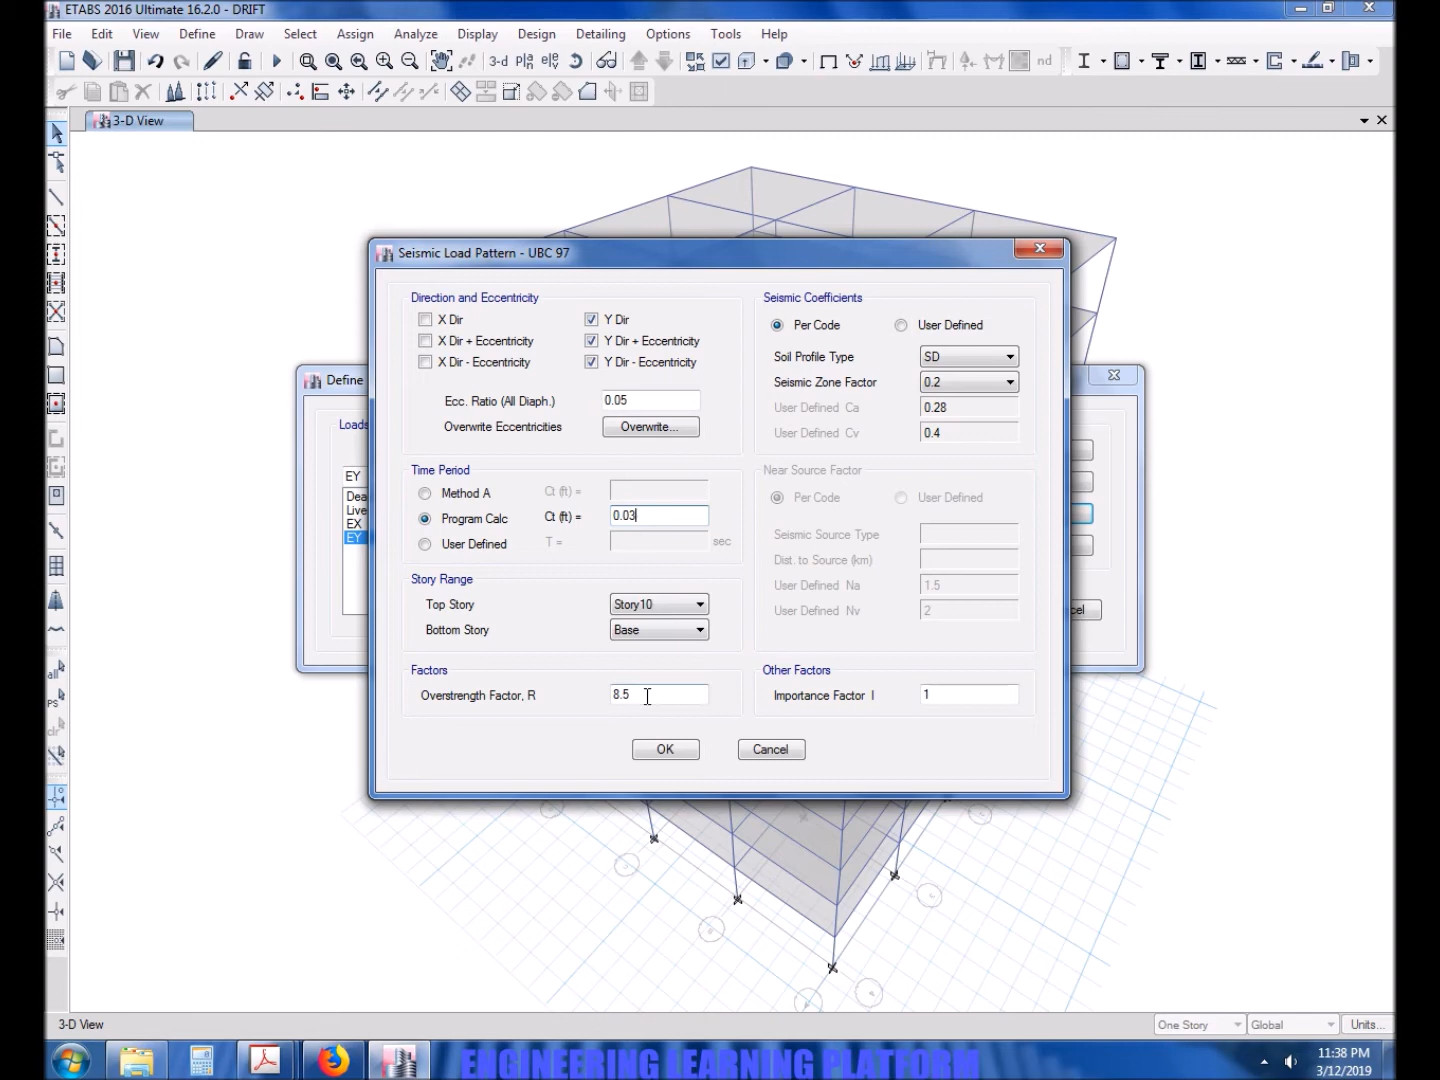 ETABS 2016 Ultimate 16.2.0 - DRIFT
File Edit View Define Draw Select Assign Analyze Display Design Detailing Options Tools Help
3-d nd
3-D View
Seismic Load Pattern - UBC 97
Direction and Eccentricity
X Dir Y Dir
X Dir + Eccentricity Y Dir + Eccentricity
X Dir - Eccentricity Y Dir - Eccentricity
Ecc. Ratio (All Diaph.) 0.05
Overwrite Eccentricities Overwrite...
Time Period
Method A Ct (ft) =
Program Calc Ct (ft) = 0.03
User Defined T = sec
Story Range
Top Story Story10
Bottom Story Base
Factors
Overstrength Factor, R 8.5
Seismic Coefficients
Per Code User Defined
Soil Profile Type SD
Seismic Zone Factor 0.2
User Defined Ca 0.28
User Defined Cv 0.4
Near Source Factor
Per Code User Defined
Seismic Source Type
Dist. to Source (km)
User Defined Na 1.5
User Defined Nv 2
Other Factors
Importance Factor I 1
OK Cancel
Define
Loads
EY
Dea
Live
EX
EY
cel
3-D View
One Story Global Units...
ENGINEERING LEARNING PLATFORM
11:38 PM
3/12/2019